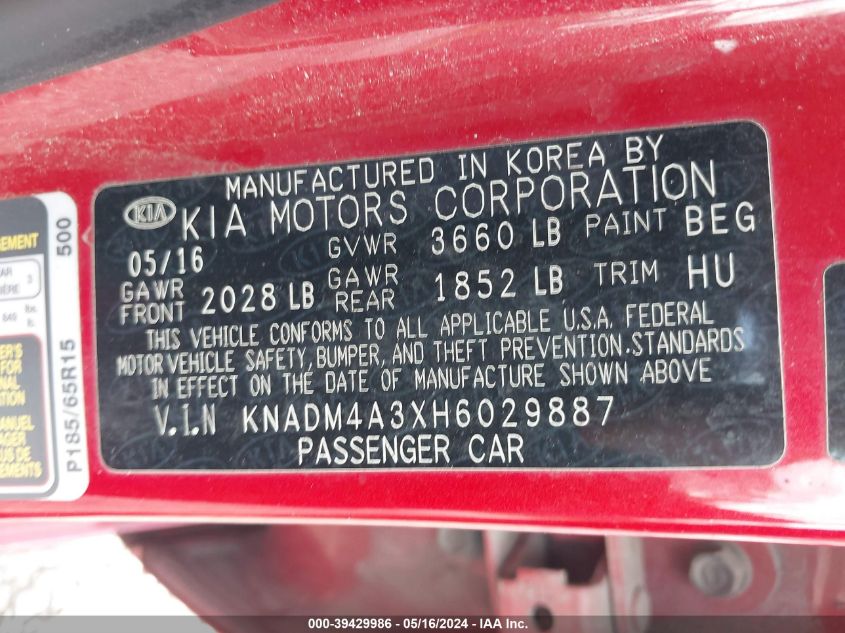 MANUFACTURED IN KOREA BY
KIA KIA MOTORS CORPORATION
05/16 GVWR 3660 LB PAINT BEG
GAWR FRONT 2028 LB GAWR REAR 1852 LB TRIM HU
THIS VEHICLE CONFORMS TO ALL APPLICABLE U.S.A. FEDERAL
MOTOR VEHICLE SAFETY, BUMPER, AND THEFT PREVENTION STANDARDS
IN EFFECT ON THE DATE OF MANUFACTURE SHOWN ABOVE
V.I.N KNADM4A3XH6029887
PASSENGER CAR
500
P185/65R15
3
lbs.
000-39429986 - 05/16/2024 - IAA Inc.